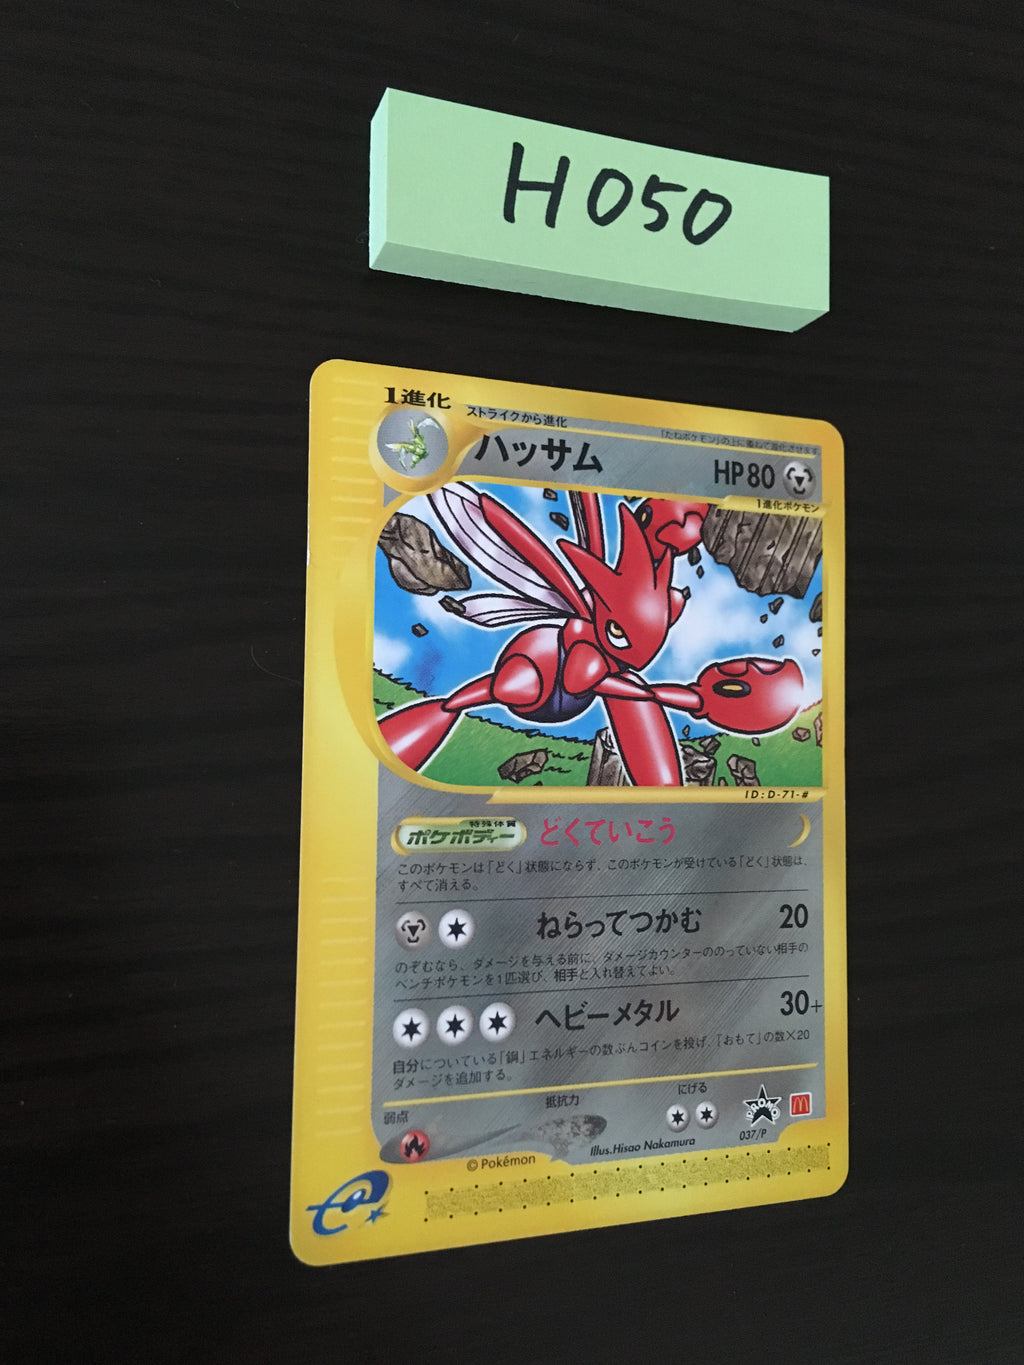 H050
1進化
ストライクから進化
「たねポケモン」の上に重ねて進化させます
ハッサム
HP80
1進化ポケモン
ID:D-71-#
特殊体質
ポケボディー
どくていこう
このポケモンは「どく」状態にならず、このポケモンが受けている「どく」状態は、
すべて消える。
ねらってつかむ 20
のぞむなら、ダメージを与える前に、ダメージカウンターののっていない相手の
ベンチポケモンを1匹選び、相手と入れ替えてよい。
ヘビーメタル 30+
自分についている「鋼」エネルギーの数ぶんコインを投げ、「おもて」の数×20
ダメージを追加する。
弱点
抵抗力
にげる
PROMO
037/P
Illus.Hisao Nakamura
© Pokémon
e